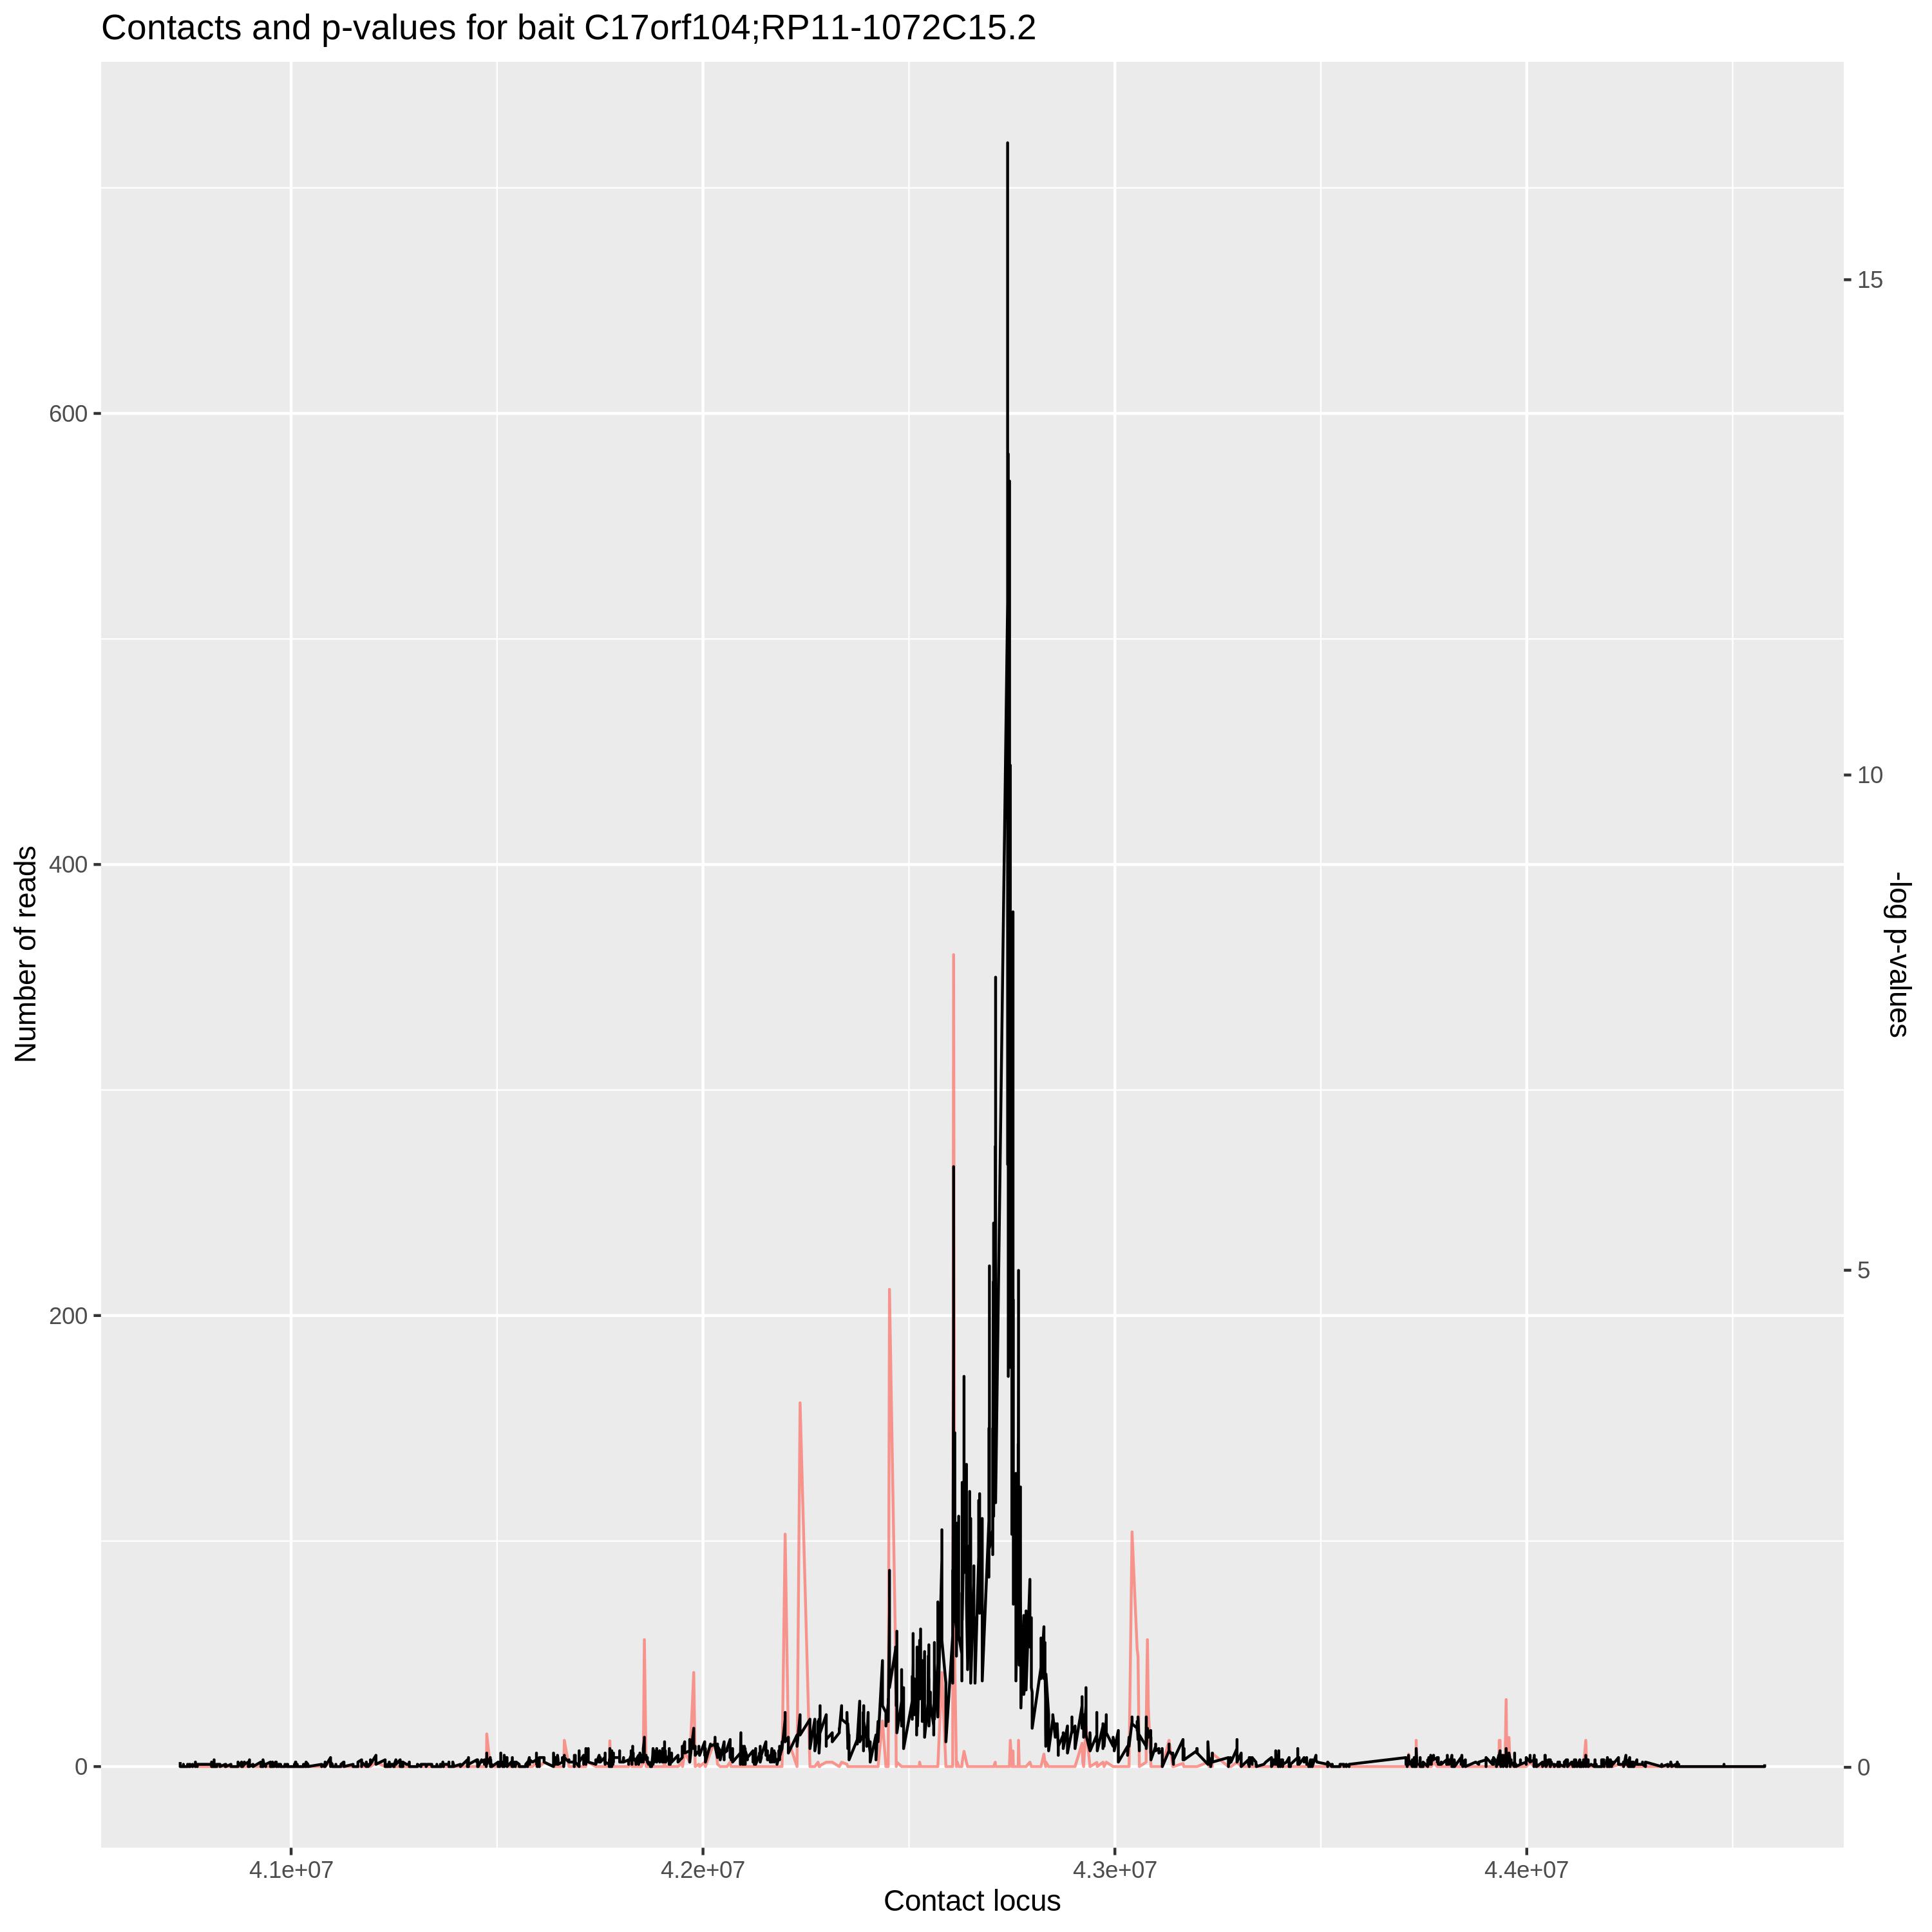 Contacts and p-values for bait C17orf104;RP11-1072C15.2
Number of reads
600
400
200
0
15
10
5
0
-log p-values
4.1e+07 4.2e+07 4.3e+07 4.4e+07
Contact locus